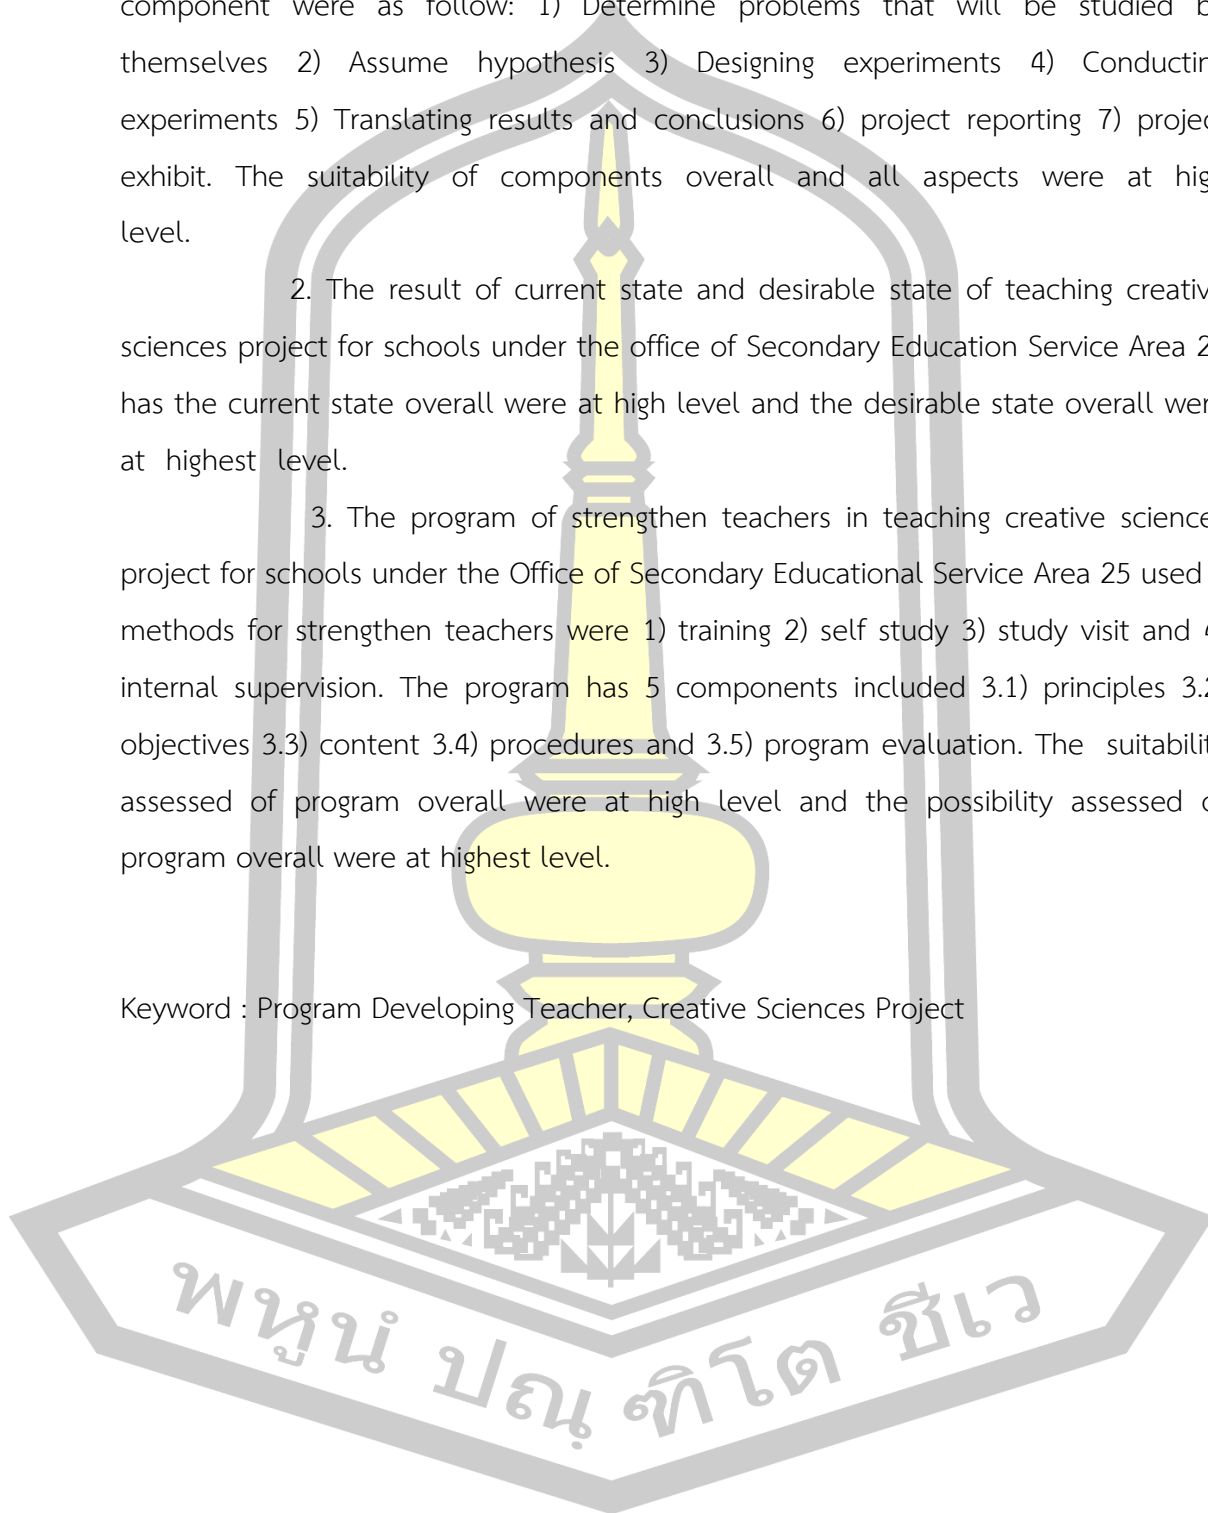 component were as follow: 1) Determine problems that will be studied b
themselves 2) Assume hypothesis 3) Designing experiments 4) Conductin
experiments 5) Translating results and conclusions 6) project reporting 7) projec
exhibit. The suitability of components overall and all aspects were at hig
level.
2. The result of current state and desirable state of teaching creativ
sciences project for schools under the office of Secondary Education Service Area 2
has the current state overall were at high level and the desirable state overall wer
at highest level.
3. The program of strengthen teachers in teaching creative science
project for schools under the Office of Secondary Educational Service Area 25 used
methods for strengthen teachers were 1) training 2) self study 3) study visit and 4
internal supervision. The program has 5 components included 3.1) principles 3.2
objectives 3.3) content 3.4) procedures and 3.5) program evaluation. The suitabilit
assessed of program overall were at high level and the possibility assessed o
program overall were at highest level.
Keyword : Program Developing Teacher, Creative Sciences Project
พหูนํ ปณฺฑิโต ชีเว